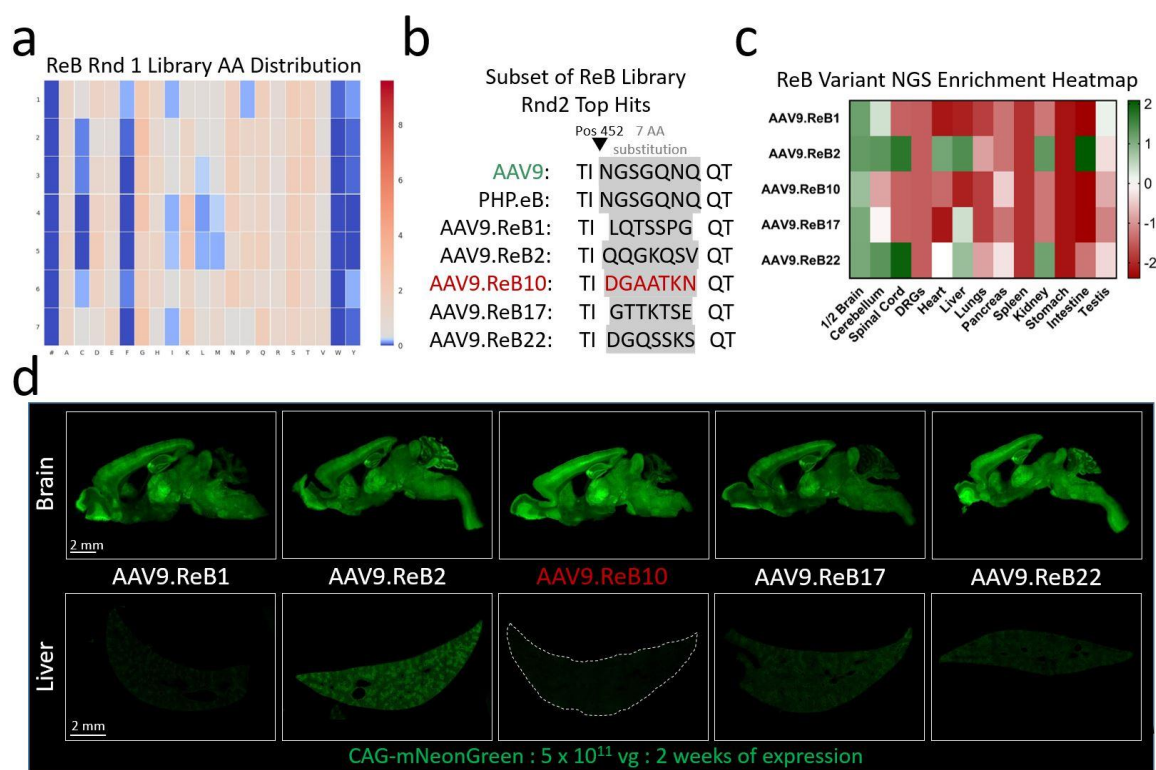 a
ReB Rnd 1 Library AA Distribution
1
2
3
4
5
6
7
# A C D E F G H I K L M N P Q R S T V W Y
8
6
4
2
0
b
Subset of ReB Library
Rnd2 Top Hits
Pos 452 7 AA
substitution
AAV9: TI NGSGQNQ QT
PHP.eB: TI NGSGQNQ QT
AAV9.ReB1: TI LQTSSPG QT
AAV9.ReB2: TI QQGKQSV QT
AAV9.ReB10: TI DGAATKN QT
AAV9.ReB17: TI GTTKTSE QT
AAV9.ReB22: TI DGQSSKS QT
c
ReB Variant NGS Enrichment Heatmap
AAV9.ReB1
AAV9.ReB2
AAV9.ReB10
AAV9.ReB17
AAV9.ReB22
1/2 Brain
Cerebellum
Spinal Cord
DRGs
Heart
Liver
Lungs
Pancreas
Spleen
Kidney
Stomach
Intestine
Testis
2
1
0
-1
-2
d
Brain
2 mm
AAV9.ReB1 AAV9.ReB2 AAV9.ReB10 AAV9.ReB17 AAV9.ReB22
Liver
2 mm
CAG-mNeonGreen : 5 x 10¹¹ vg : 2 weeks of expression